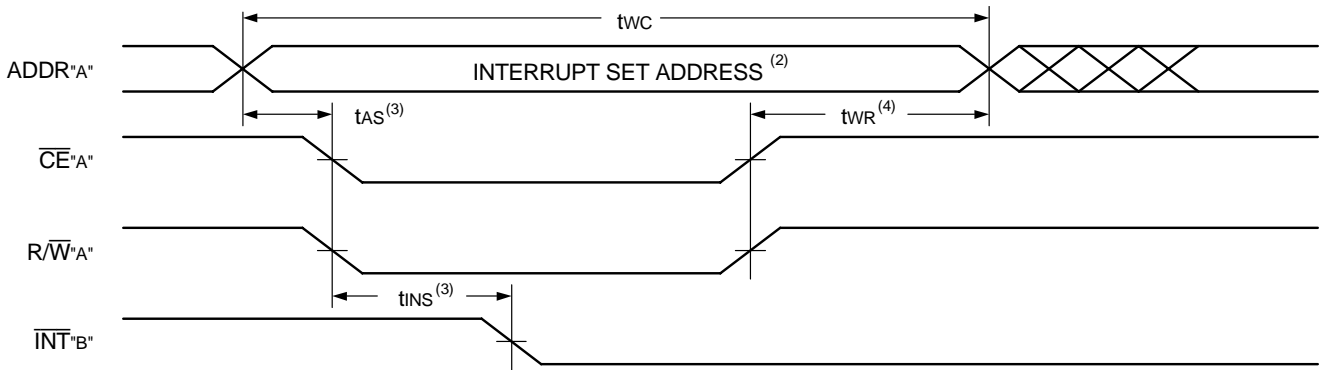 tWC
ADDR"A"
INTERRUPT SET ADDRESS (2)
tAS(3)
tWR(4)
CE"A"
R/W"A"
tINS(3)
INT"B"